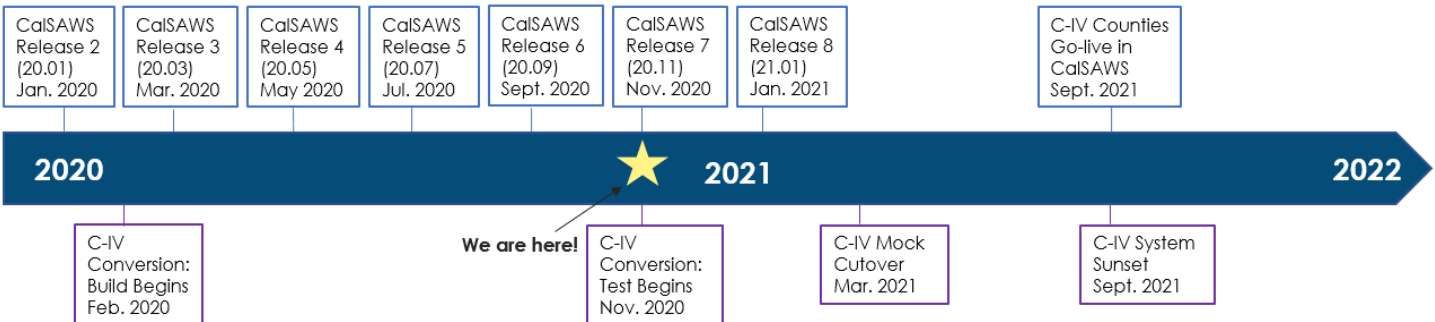 CalSAWS
Release 2
(20.01)
Jan. 2020
CalSAWS
Release 3
(20.03)
Mar. 2020
CalSAWS
Release 4
(20.05)
May 2020
CalSAWS
Release 5
(20.07)
Jul. 2020
CalSAWS
Release 6
(20.09)
Sept. 2020
CalSAWS
Release 7
(20.11)
Nov. 2020
CalSAWS
Release 8
(21.01)
Jan. 2021
C-IV Counties
Go-live in
CalSAWS
Sept. 2021
2020
2021
2022
C-IV
Conversion:
Build Begins
Feb. 2020
We are here!
C-IV
Conversion:
Test Begins
Nov. 2020
C-IV Mock
Cutover
Mar. 2021
C-IV System
Sunset
Sept. 2021